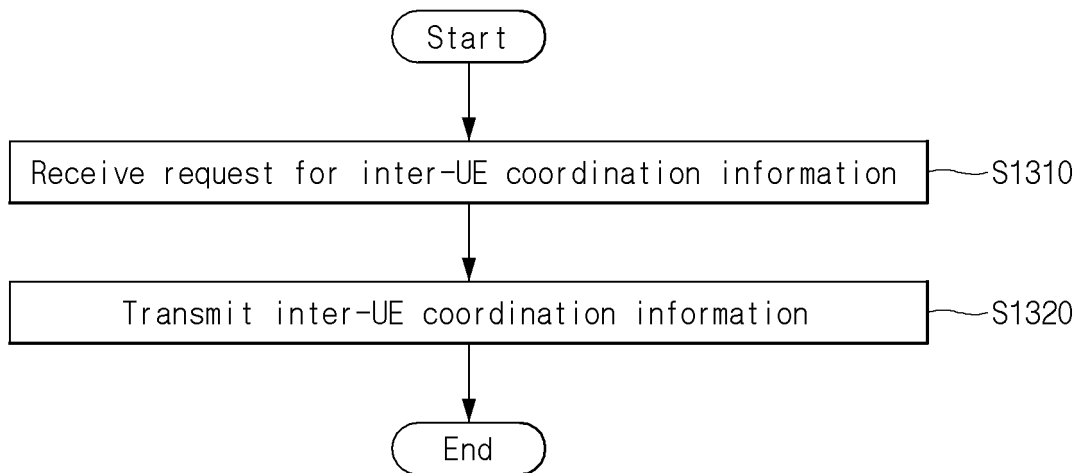 Start
Receive request for inter-UE coordination information
S1310
Transmit inter-UE coordination information
S1320
End